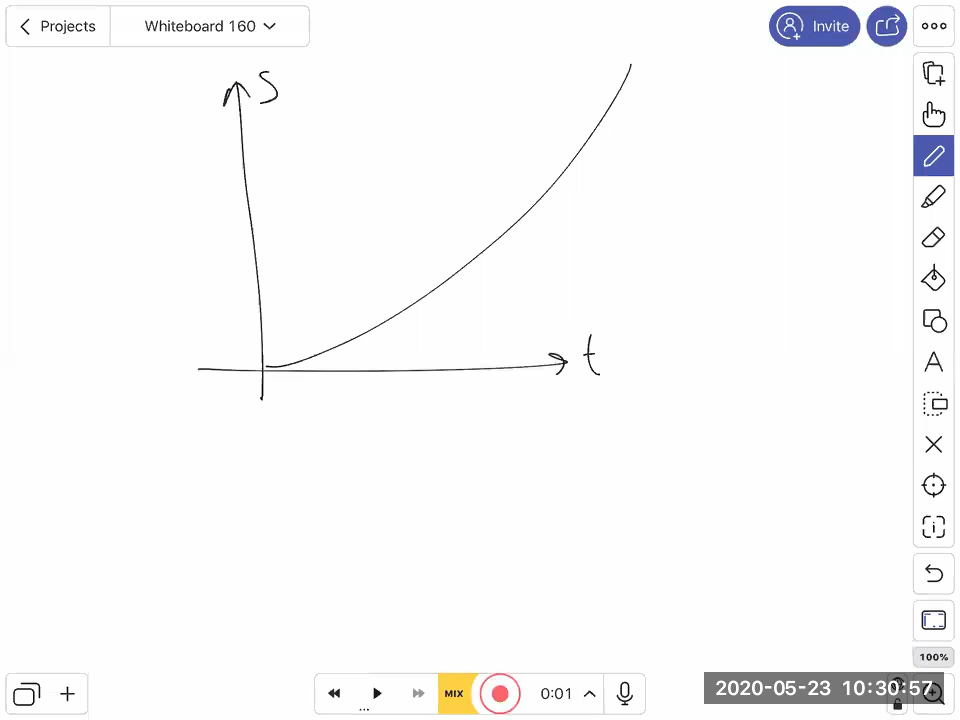 Projects
Whiteboard 160
Invite
S
t
A
100%
MIX
0:01
2020-05-23 10:30:57